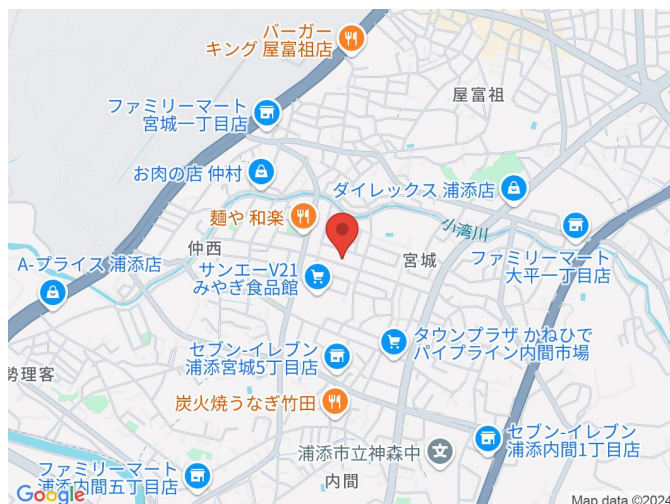 バーガー
キング 屋富祖店
屋富祖
ファミリーマート
宮城一丁目店
お肉の店 仲村
ダイレックス 浦添店
麺や 和楽
小湾川
仲西
宮城
ファミリーマート
大平一丁目店
A-プライス 浦添店
サンエーV21
みやぎ食品館
タウンプラザ かねひで
パイプライン内間市場
セブン-イレブン
浦添宮城5丁目店
勢理客
炭火焼うなぎ竹田
セブン-イレブン
浦添内間1丁目店
浦添市立神森中
内間
ファミリーマート
浦添内間五丁目店
Google
Map data ©2024